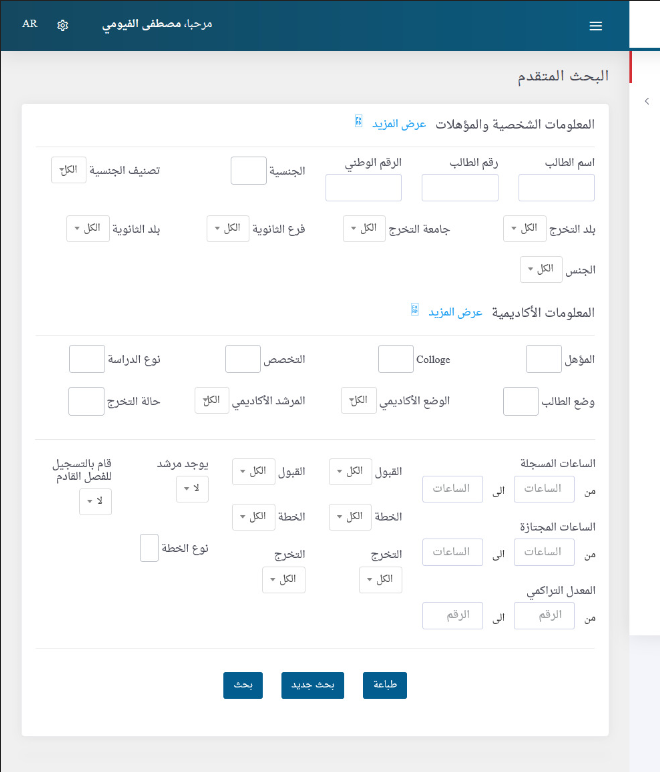 مرحبا، مصطفى الفيومي
AR
البحث المتقدم
المعلومات الشخصية والمؤهلات عرض المزيد
اسم الطالب رقم الطالب الرقم الوطني الجنسية تصنيف الجنسية الكل
بلد التخرج الكل جامعة التخرج الكل فرع الثانوية الكل بلد الثانوية الكل
الجنس الكل
المعلومات الأكاديمية عرض المزيد
المؤهل Colloge التخصص نوع الدراسة
وضع الطالب الوضع الأكاديمي الكل المرشد الأكاديمي الكل حالة التخرج
الساعات المسجلة
من الساعات الى الساعات
الساعات المجتازة
من الساعات الى الساعات
المعدل التراكمي
من الرقم الى الرقم
القبول الكل
الخطة الكل
التخرج
الكل
القبول الكل
الخطة الكل
التخرج
الكل
يوجد مرشد
لا
نوع الخطة
قام بالتسجيل
للفصل القادم
لا
طباعة بحث جديد بحث